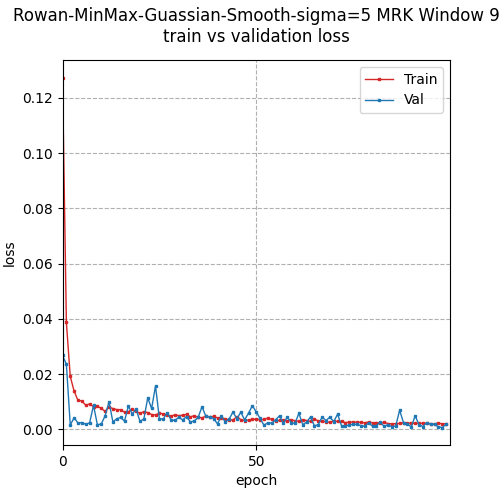 Rowan-MinMax-Guassian-Smooth-sigma=5 MRK Window 9
train vs validation loss
Train
Val
0.12
0.10
0.08
0.06
0.04
0.02
0.00
loss
0
50
epoch